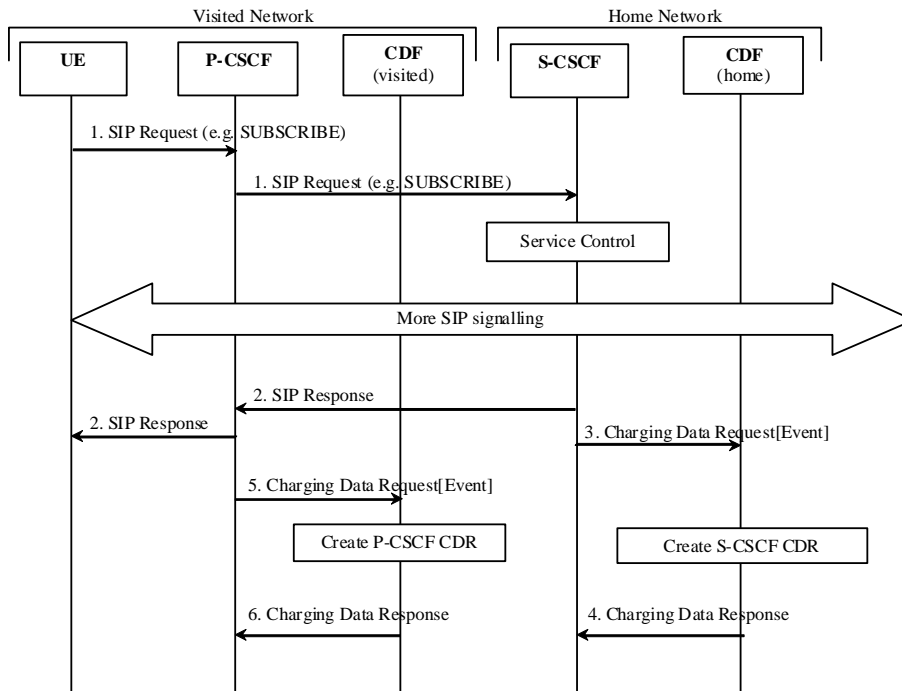 Visited Network
Home Network
UE
P-CSCF
CDF
(visited)
S-CSCF
CDF
(home)
1. SIP Request (e.g. SUBSCRIBE)
1. SIP Request (e.g. SUBSCRIBE)
Service Control
More SIP signalling
2. SIP Response
2. SIP Response
3. Charging Data Request[Event]
5. Charging Data Request[Event]
Create P-CSCF CDR
Create S-CSCF CDR
6. Charging Data Response
4. Charging Data Response